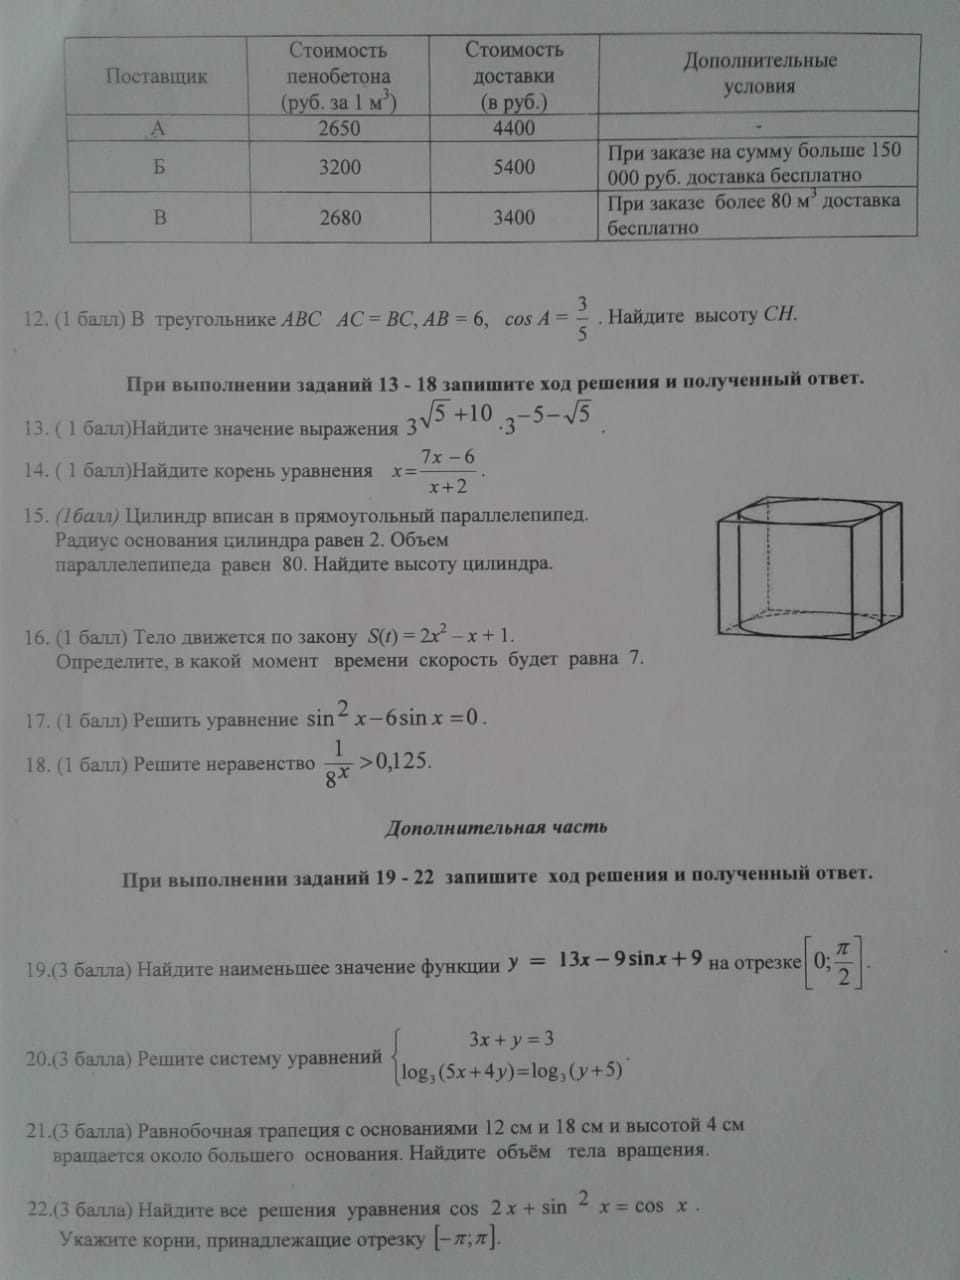 Поставщик | Стоимость пенобетона (руб. за 1 м³) | Стоимость доставки (в руб.) | Дополнительные условия
А | 2650 | 4400 | -
Б | 3200 | 5400 | При заказе на сумму больше 150 000 руб. доставка бесплатно
В | 2680 | 3400 | При заказе более 80 м³ доставка бесплатно
12. (1 балл) В треугольнике ABC AC = BC, AB = 6, cos A = 3/5 . Найдите высоту CH.
При выполнении заданий 13 - 18 запишите ход решения и полученный ответ.
13. ( 1 балл)Найдите значение выражения 3^(√5 +10) ·3^(−5−√5) .
14. ( 1 балл)Найдите корень уравнения x=(7x−6)/(x+2) .
15. (1балл) Цилиндр вписан в прямоугольный параллелепипед.
Радиус основания цилиндра равен 2. Объем
параллелепипеда равен 80. Найдите высоту цилиндра.
16. (1 балл) Тело движется по закону S(t) = 2x² – x + 1.
Определите, в какой момент времени скорость будет равна 7.
17. (1 балл) Решить уравнение sin² x−6sin x =0 .
18. (1 балл) Решите неравенство 1/8^x >0,125.
Дополнительная часть
При выполнении заданий 19 - 22 запишите ход решения и полученный ответ.
19.(3 балла) Найдите наименьшее значение функции y = 13x − 9sinx + 9 на отрезке [0; π/2] .
20.(3 балла) Решите систему уравнений { 3x + y = 3
log₃(5x+4y)=log₃(y+5) .
21.(3 балла) Равнобочная трапеция с основаниями 12 см и 18 см и высотой 4 см
вращается около большего основания. Найдите объём тела вращения.
22.(3 балла) Найдите все решения уравнения cos 2x + sin² x = cos x .
Укажите корни, принадлежащие отрезку [−π;π].